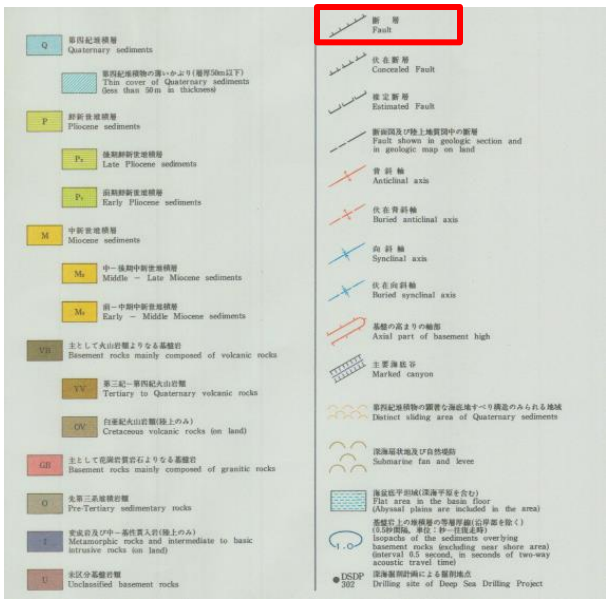 Q
第四紀堆積層
Quaternary sediments
第四紀堆積物の薄いかぶり(層厚50m以下)
Thin cover of Quaternary sediments
(less than 50m in thickness)
P
鮮新世堆積層
Pliocene sediments
P₂
後期鮮新世堆積層
Late Pliocene sediments
P₁
前期鮮新世堆積層
Early Pliocene sediments
M
中新世堆積層
Miocene sediments
中−後期中新世堆積層
Middle − Late Miocene sediments
前−中期中新世堆積層
Early − Middle Miocene sediments
VB
主として火山岩類よりなる基盤岩
Basement rocks mainly composed of volcanic rocks
YV
第三紀−第四紀火山岩類
Tertiary to Quaternary volcanic rocks
OV
白亜紀火山岩類(陸上のみ)
Cretaceous volcanic rocks (on land)
GB
主として花崗岩質岩石よりなる基盤岩
Basement rocks mainly composed of granitic rocks
O
先第三系堆積岩類
Pre-Tertiary sedimentary rocks
変成岩及び中−基性貫入岩(陸上のみ)
Metamorphic rocks and intermediate to basic
intrusive rocks (on land)
U
未区分基盤岩類
Unclassified basement rocks
断 層
Fault
伏在断層
Concealed Fault
推定断層
Estimated Fault
断面図及び陸上地質図中の断層
Fault shown in geologic section and
in geologic map on land
背 斜 軸
Anticlinal axis
伏在背斜軸
Buried anticlinal axis
向 斜 軸
Synclinal axis
伏在向斜軸
Buried synclinal axis
基盤の高まりの軸部
Axial part of basement high
主要海底谷
Marked canyon
第四紀堆積物の顕著な海底地すべり構造のみられる地域
Distinct sliding area of Quaternary sediments
深海扇状地及び自然堤防
Submarine fan and levee
海盆底平坦域(深海平原を含む)
Flat area in the basin floor
(Abyssal plains are included in the area)
基盤岩上の堆積層の等層厚線(沿岸部を除く)
(0.5秒間隔, 単位：秒−往復走時)
Isopachs of the sediments overlying
basement rocks (excluding near shore area)
(interval 0.5 second, in seconds of two-way
acoustic travel time)
1.0
DSDP
302
深海掘削計画による掘削地点
Drilling site of Deep Sea Drilling Project